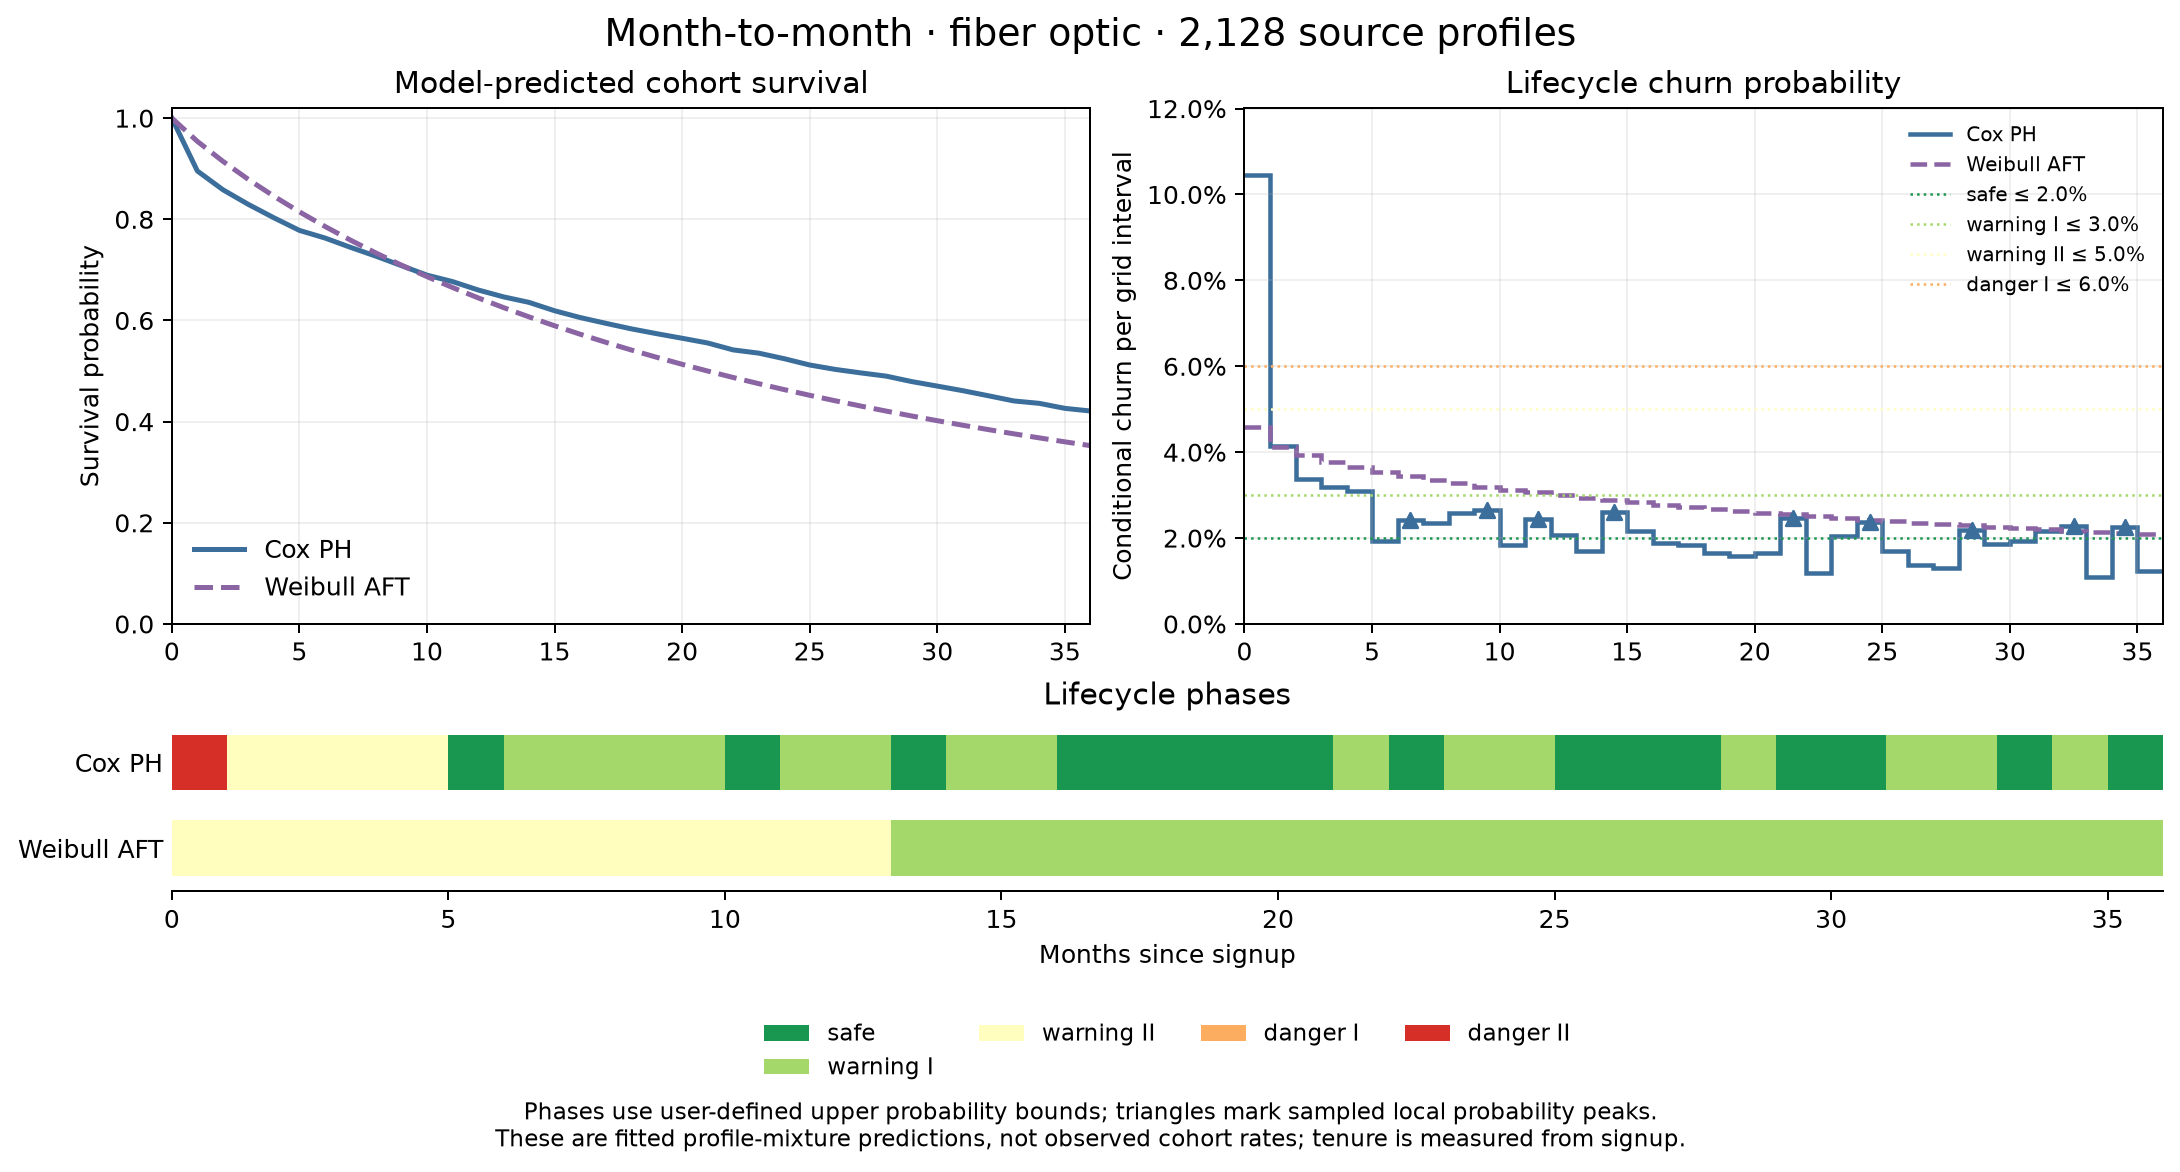 Month-to-month · fiber optic · 2,128 source profiles
Model-predicted cohort survival
Survival probability
1.0
0.8
0.6
0.4
0.2
0.0
Cox PH
Weibull AFT
0 5 10 15 20 25 30 35
Lifecycle churn probability
Conditional churn per grid interval
12.0%
10.0%
8.0%
6.0%
4.0%
2.0%
0.0%
Cox PH
Weibull AFT
safe ≤ 2.0%
warning I ≤ 3.0%
warning II ≤ 5.0%
danger I ≤ 6.0%
0 5 10 15 20 25 30 35
Lifecycle phases
Cox PH
Weibull AFT
0 5 10 15 20 25 30 35
Months since signup
safe warning II danger I danger II
warning I
Phases use user-defined upper probability bounds; triangles mark sampled local probability peaks.
These are fitted profile-mixture predictions, not observed cohort rates; tenure is measured from signup.